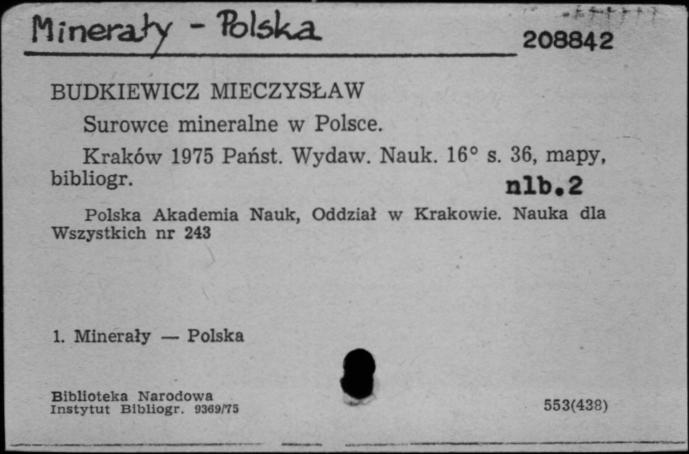 Minerały - Polska
208842
BUDKIEWICZ MIECZYSŁAW
Surowce mineralne w Polsce.
Kraków 1975 Państ. Wydaw. Nauk. 16° s. 36, mapy,
bibliogr.
nlb.2
Polska Akademia Nauk, Oddział w Krakowie. Nauka dla
Wszystkich nr 243
1. Minerały — Polska
Biblioteka Narodowa
Instytut Bibliogr. 9369/75
553(438)